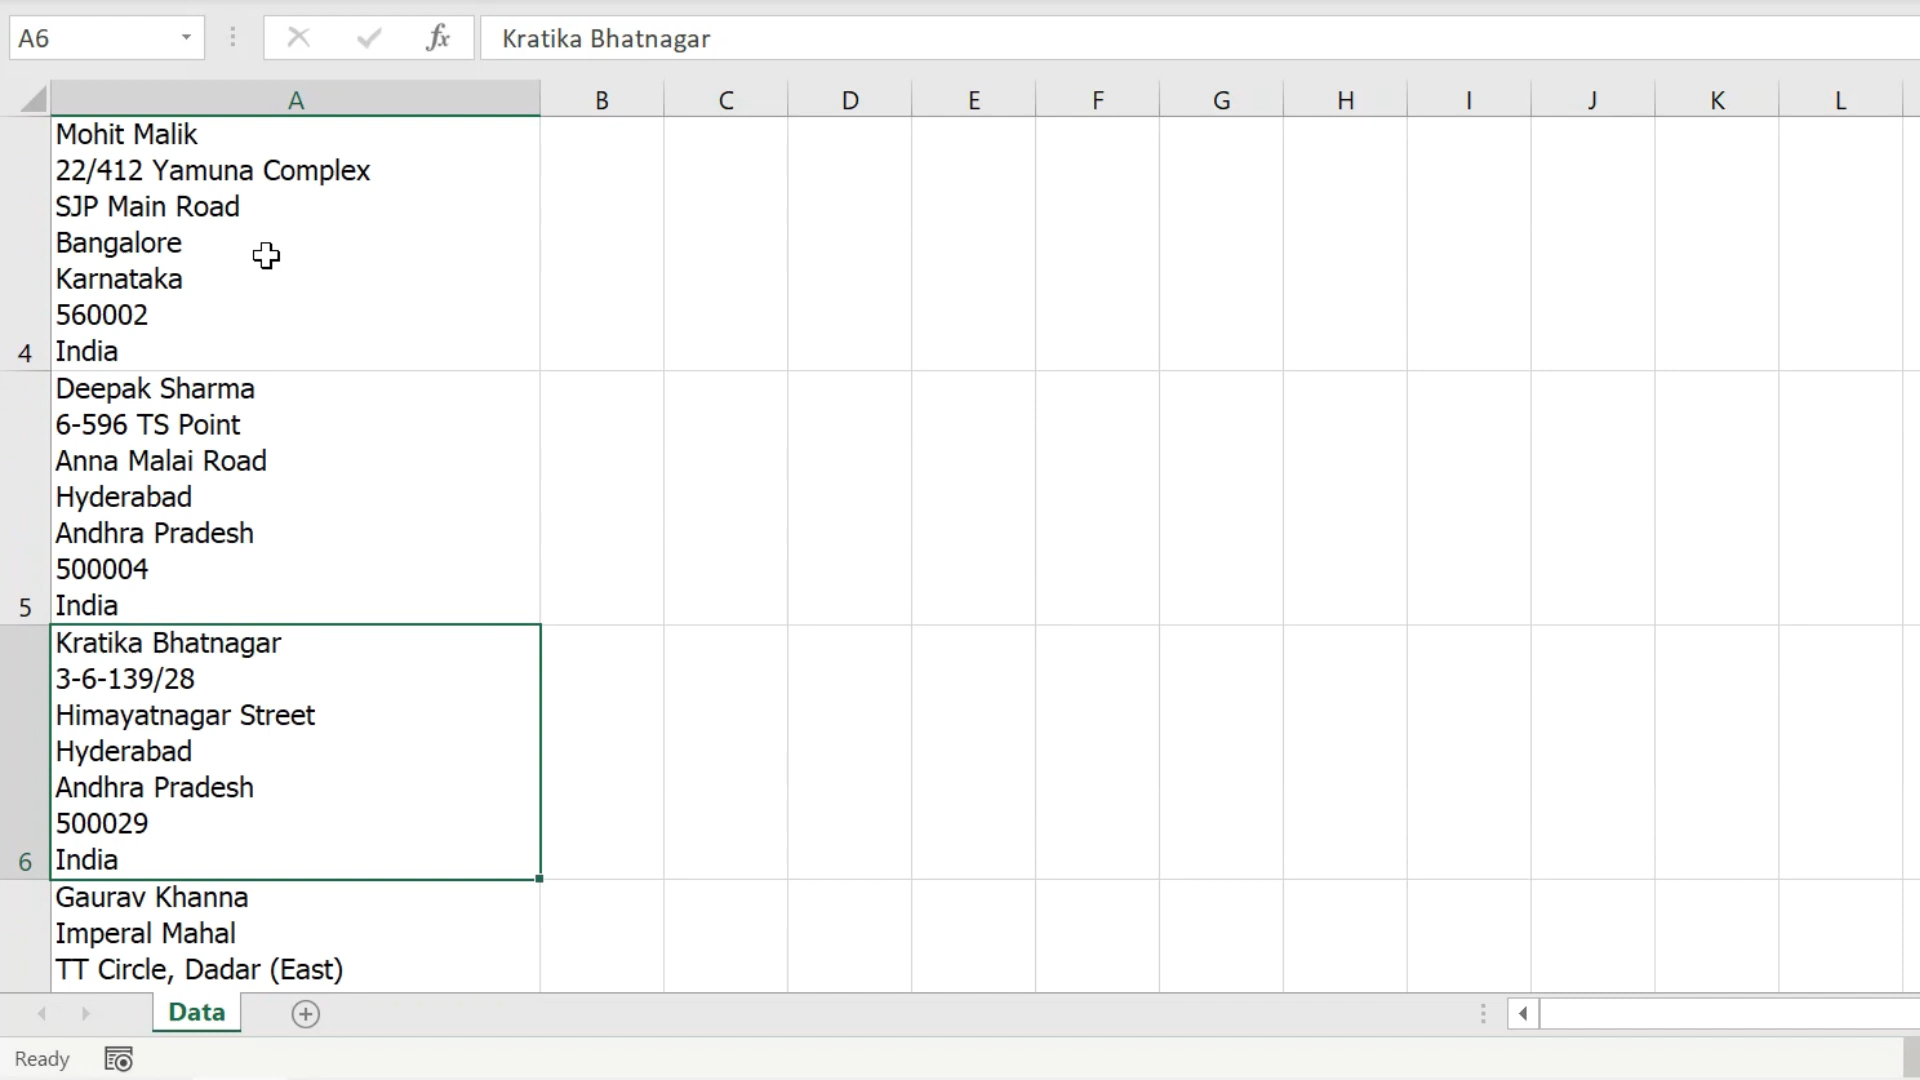 A6
fx
Kratika Bhatnagar
A B C D E F G H I J K L
Mohit Malik
22/412 Yamuna Complex
SJP Main Road
Bangalore
Karnataka
560002
4 India
Deepak Sharma
6-596 TS Point
Anna Malai Road
Hyderabad
Andhra Pradesh
500004
5 India
Kratika Bhatnagar
3-6-139/28
Himayatnagar Street
Hyderabad
Andhra Pradesh
500029
6 India
Gaurav Khanna
Imperal Mahal
TT Circle, Dadar (East)
Data
Ready